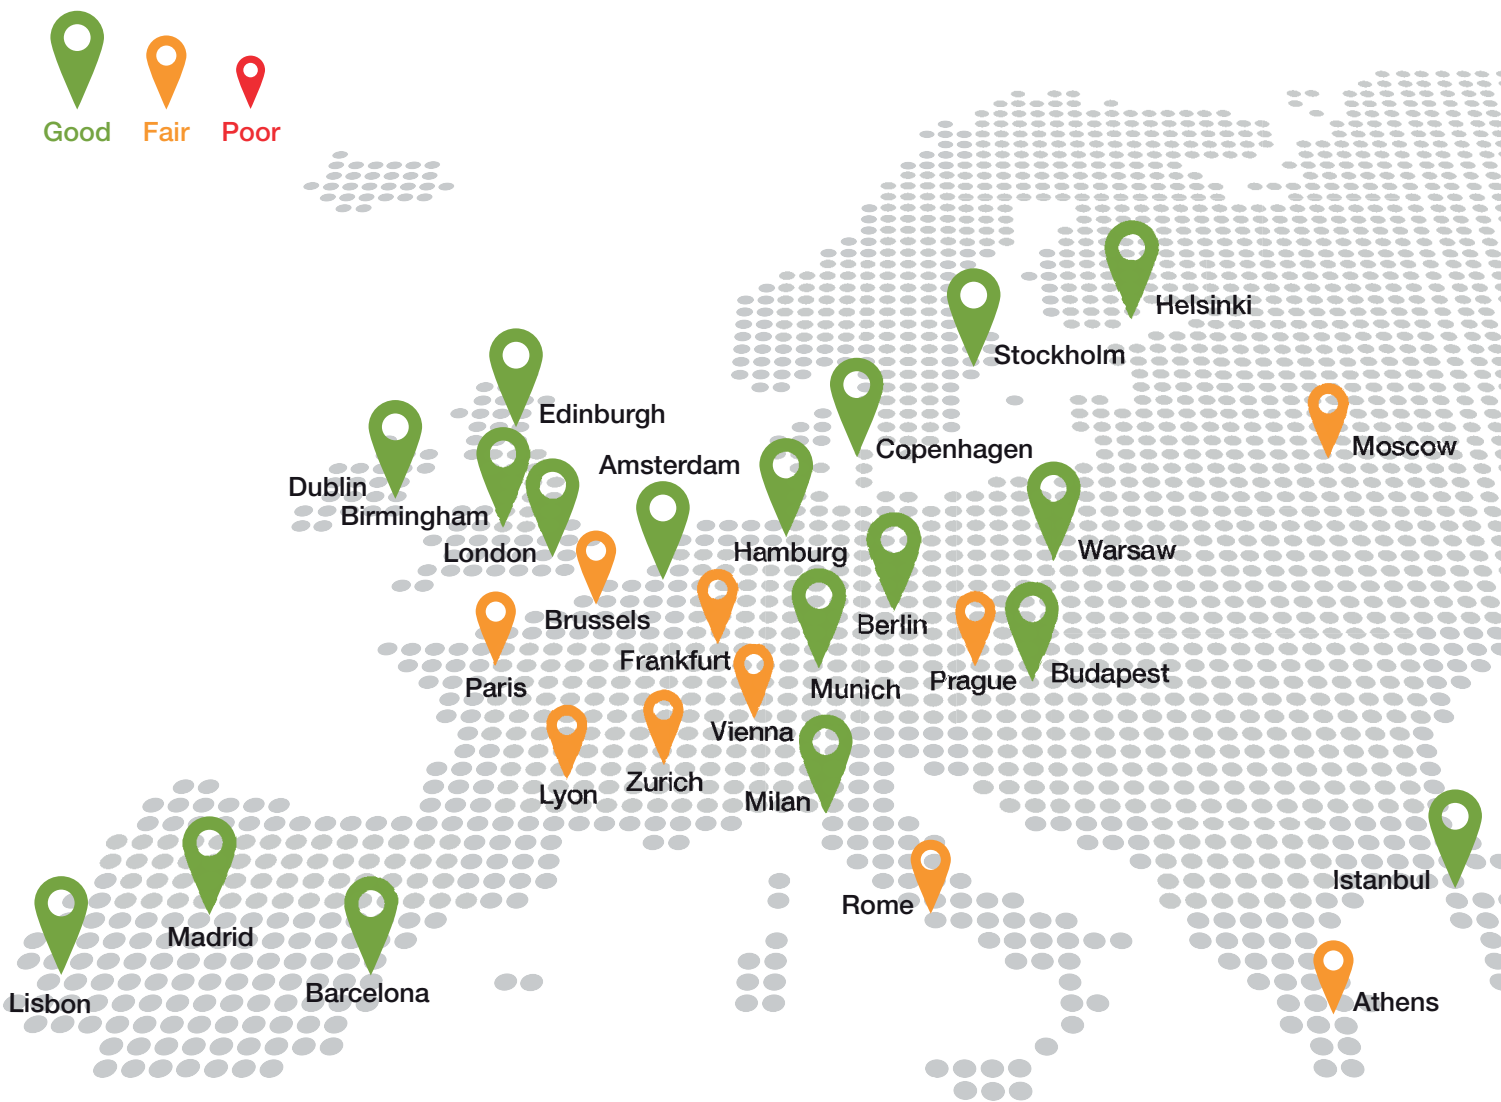 Good
Fair
Poor
Helsinki
Stockholm
Edinburgh
Moscow
Copenhagen
Amsterdam
Dublin
Birmingham
London
Hamburg
Warsaw
Brussels
Berlin
Frankfurt
Budapest
Paris
Munich
Prague
Vienna
Zurich
Lyon
Milan
Istanbul
Rome
Madrid
Barcelona
Lisbon
Athens